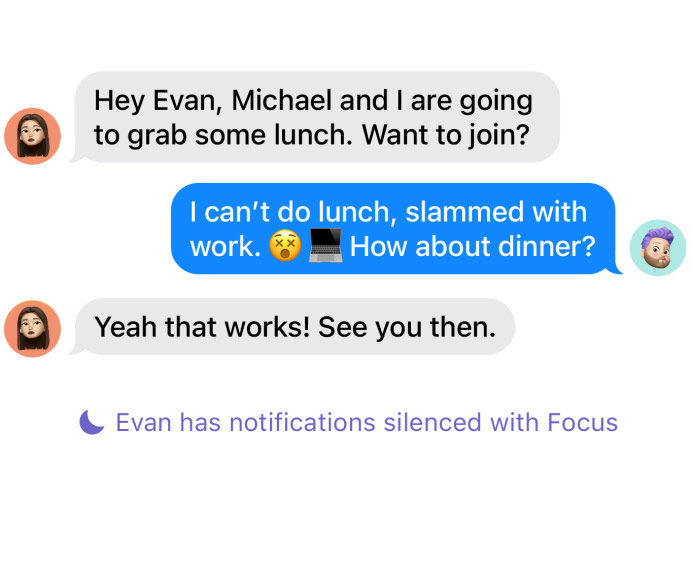 Hey Evan, Michael and I are going
to grab some lunch. Want to join?
I can’t do lunch, slammed with
work. 😵 💻 How about dinner?
Yeah that works! See you then.
Evan has notifications silenced with Focus